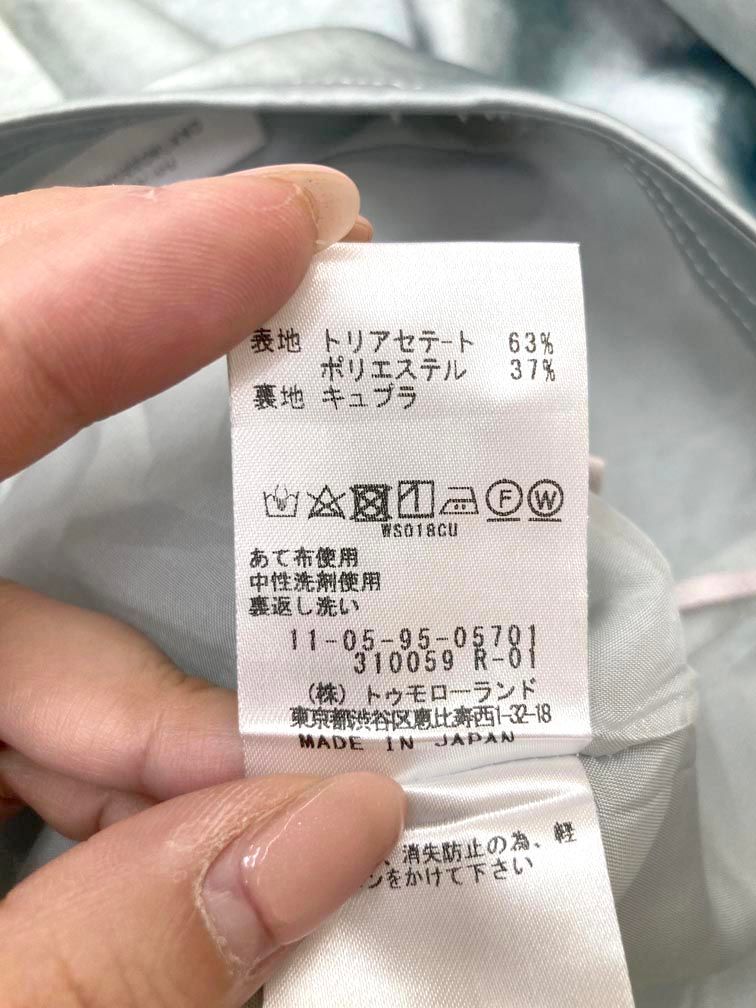 表地 トリアセテート 63%
ポリエステル 37%
裏地 キュプラ
WS018CU
あて布使用
中性洗剤使用
裏返し洗い
11-05-95-05701
310059 R-01
(株) トゥモローランド
東京都渋谷区恵比寿西1-32-18
MADE IN JAPAN
、消失防止の為、軽
ンをかけて下さい